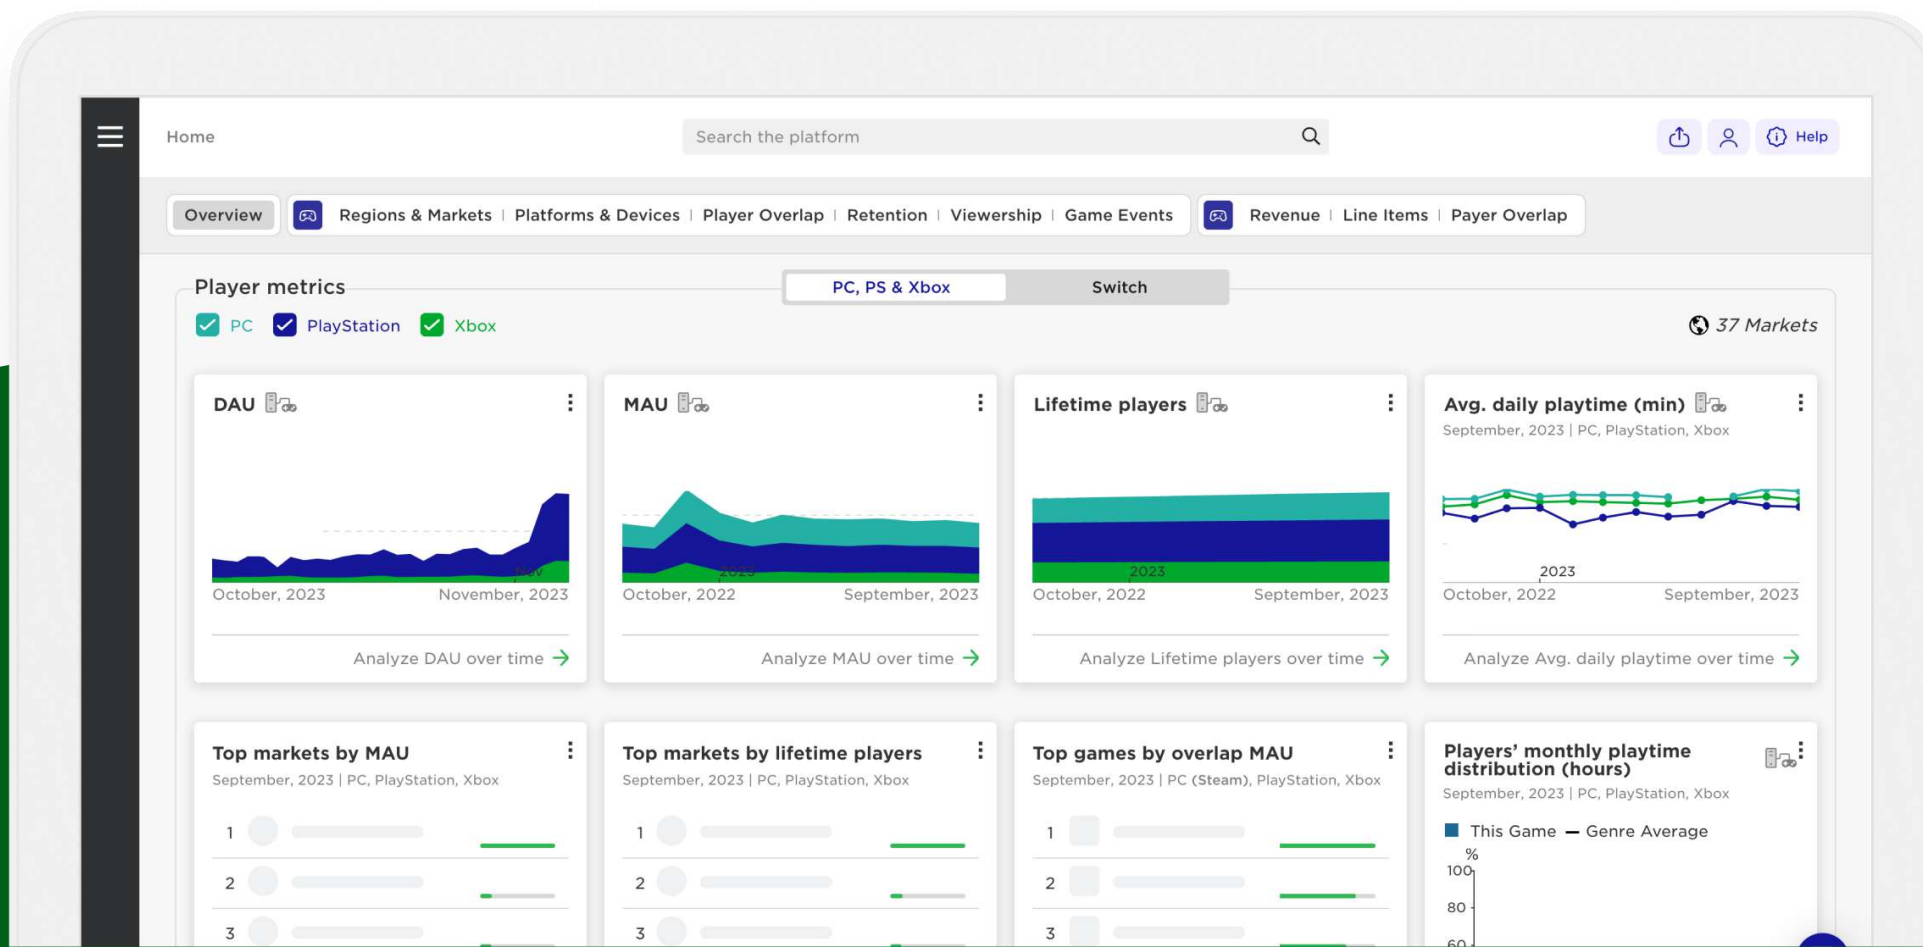 Home
Search the platform
Help
Overview
Regions & Markets | Platforms & Devices | Player Overlap | Retention | Viewership | Game Events
Revenue | Line Items | Payer Overlap
Player metrics
PC, PS & Xbox
Switch
PC
PlayStation
Xbox
37 Markets
DAU
Nov
October, 2023
November, 2023
Analyze DAU over time
MAU
2023
October, 2022
September, 2023
Analyze MAU over time
Lifetime players
2023
October, 2022
September, 2023
Analyze Lifetime players over time
Avg. daily playtime (min)
September, 2023 | PC, PlayStation, Xbox
2023
October, 2022
September, 2023
Analyze Avg. daily playtime over time
Top markets by MAU
September, 2023 | PC, PlayStation, Xbox
1
2
3
Top markets by lifetime players
September, 2023 | PC, PlayStation, Xbox
1
2
3
Top games by overlap MAU
September, 2023 | PC (Steam), PlayStation, Xbox
1
2
3
Players’ monthly playtime
distribution (hours)
September, 2023 | PC, PlayStation, Xbox
This Game
Genre Average
%
100
80
60